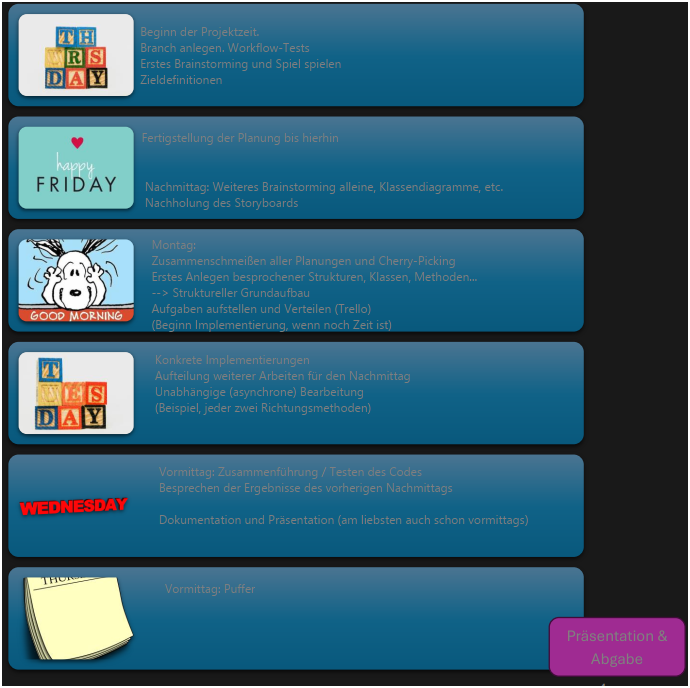 TH
URS
DAY
Beginn der Projektzeit.
Branch anlegen. Workflow-Tests
Erstes Brainstorming und Spiel spielen
Zieldefinitionen
happy
FRIDAY
Fertigstellung der Planung bis hierhin
Nachmittag: Weiteres Brainstorming alleine, Klassendiagramme, etc.
Nachholung des Storyboards
GOOD MORNING
Montag:
Zusammenschmeißen aller Planungen und Cherry-Picking
Erstes Anlegen besprochener Strukturen, Klassen, Methoden...
--> Struktureller Grundaufbau
Aufgaben aufstellen und Verteilen (Trello)
(Beginn Implementierung, wenn noch Zeit ist)
T
UES
DAY
Konkrete Implementierungen
Aufteilung weiterer Arbeiten für den Nachmittag
Unabhängige (asynchrone) Bearbeitung
(Beispiel, jeder zwei Richtungsmethoden)
WEDNESDAY
Vormittag: Zusammenführung / Testen des Codes
Besprechen der Ergebnisse des vorherigen Nachmittags
Dokumentation und Präsentation (am liebsten auch schon vormittags)
Vormittag: Puffer
Präsentation &
Abgabe